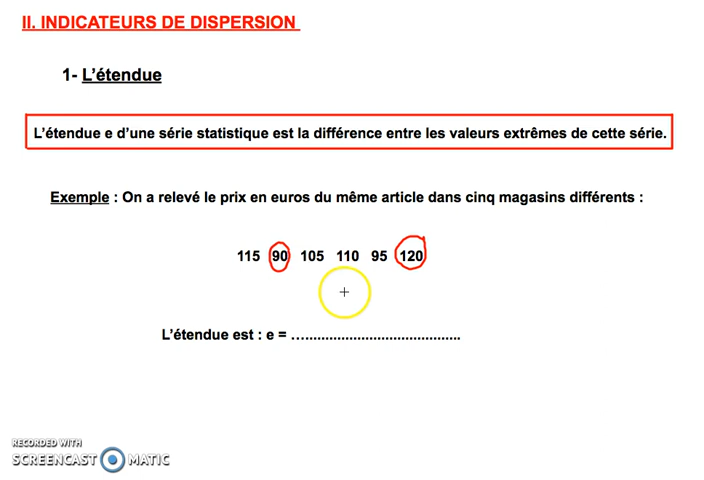 II. INDICATEURS DE DISPERSION
1- L'étendue
L'étendue e d'une série statistique est la différence entre les valeurs extrêmes de cette série.
Exemple : On a relevé le prix en euros du même article dans cinq magasins différents :
115 90 105 110 95 120
L'étendue est : e = ….......................................
RECORDED WITH
SCREENCAST MATIC